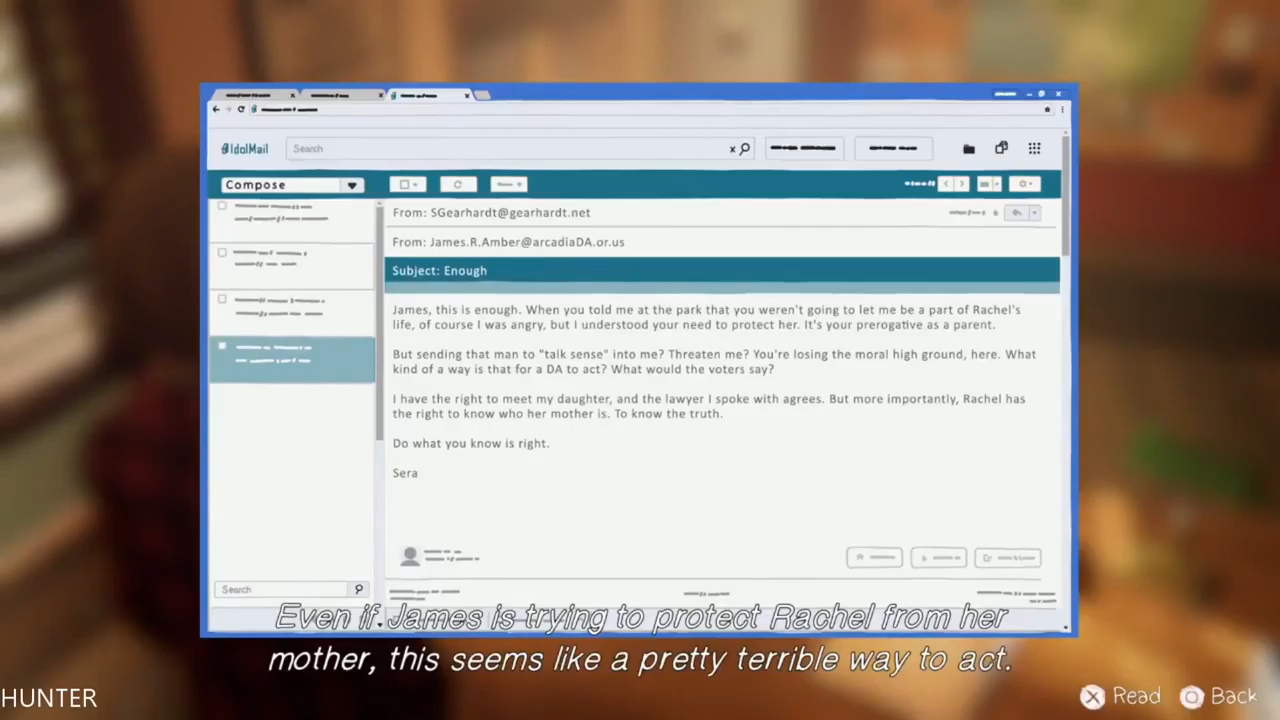 IdolMail
Search
Compose
From: SGearhardt@gearhardt.net
From: James.R.Amber@arcadiaDA.or.us
Subject: Enough
James, this is enough. When you told me at the park that you weren't going to let me be a part of Rachel's
life, of course I was angry, but I understood your need to protect her. It's your prerogative as a parent.
But sending that man to "talk sense" into me? Threaten me? You're losing the moral high ground, here. What
kind of a way is that for a DA to act? What would the voters say?
I have the right to meet my daughter, and the lawyer I spoke with agrees. But more importantly, Rachel has
the right to know who her mother is. To know the truth.
Do what you know is right.
Sera
Search
Even if James is trying to protect Rachel from her
mother, this seems like a pretty terrible way to act.
HUNTER
Read
Back